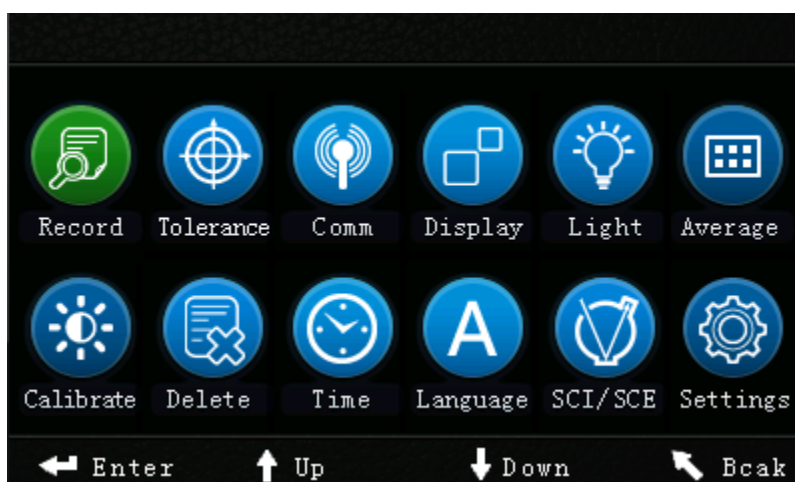 Record Tolerance Comm Display Light Average
A
Calibrate Delete Time Language SCI/SCE Settings
Enter Up Down Bcak